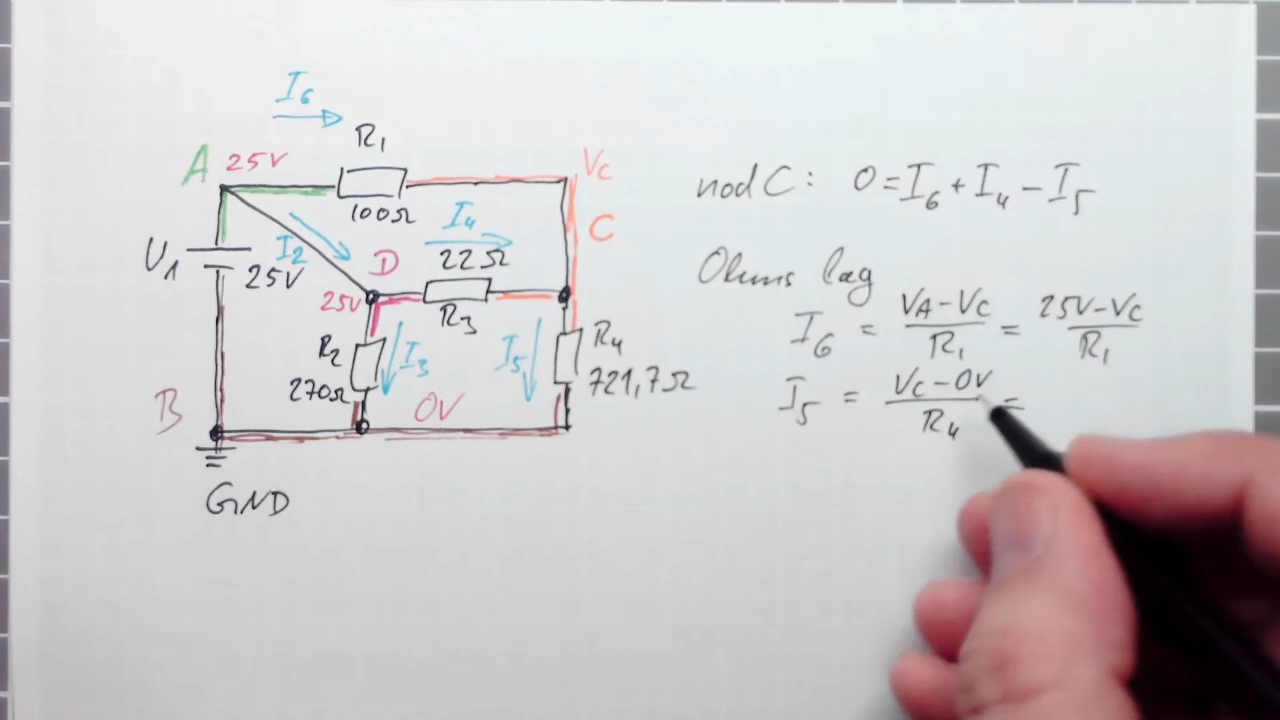 I6
R1
A 25V
VC
100Ω
I4
C
U1
I2
25V
D
22Ω
25V
R3
R2
I3
I5
R4
270Ω
721,7Ω
B
0V
GND
nod C: 0=I6+I4-I5
Ohms lag
I6 = VA-VC / R1 = 25V-VC / R1
I5 = VC-0V / R4 =